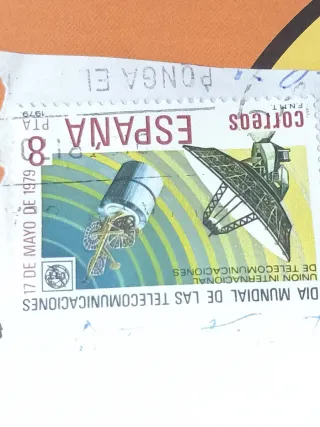 PONGA EL
DIA MUNDIAL DE LAS TELECOMUNICACIONES
UNION INTERNACIONAL
DE TELECOMUNICACIONES
17 DE MAYO DE 1979
8 PTA
1979
ESPAÑA
correos
F.N.M.T.